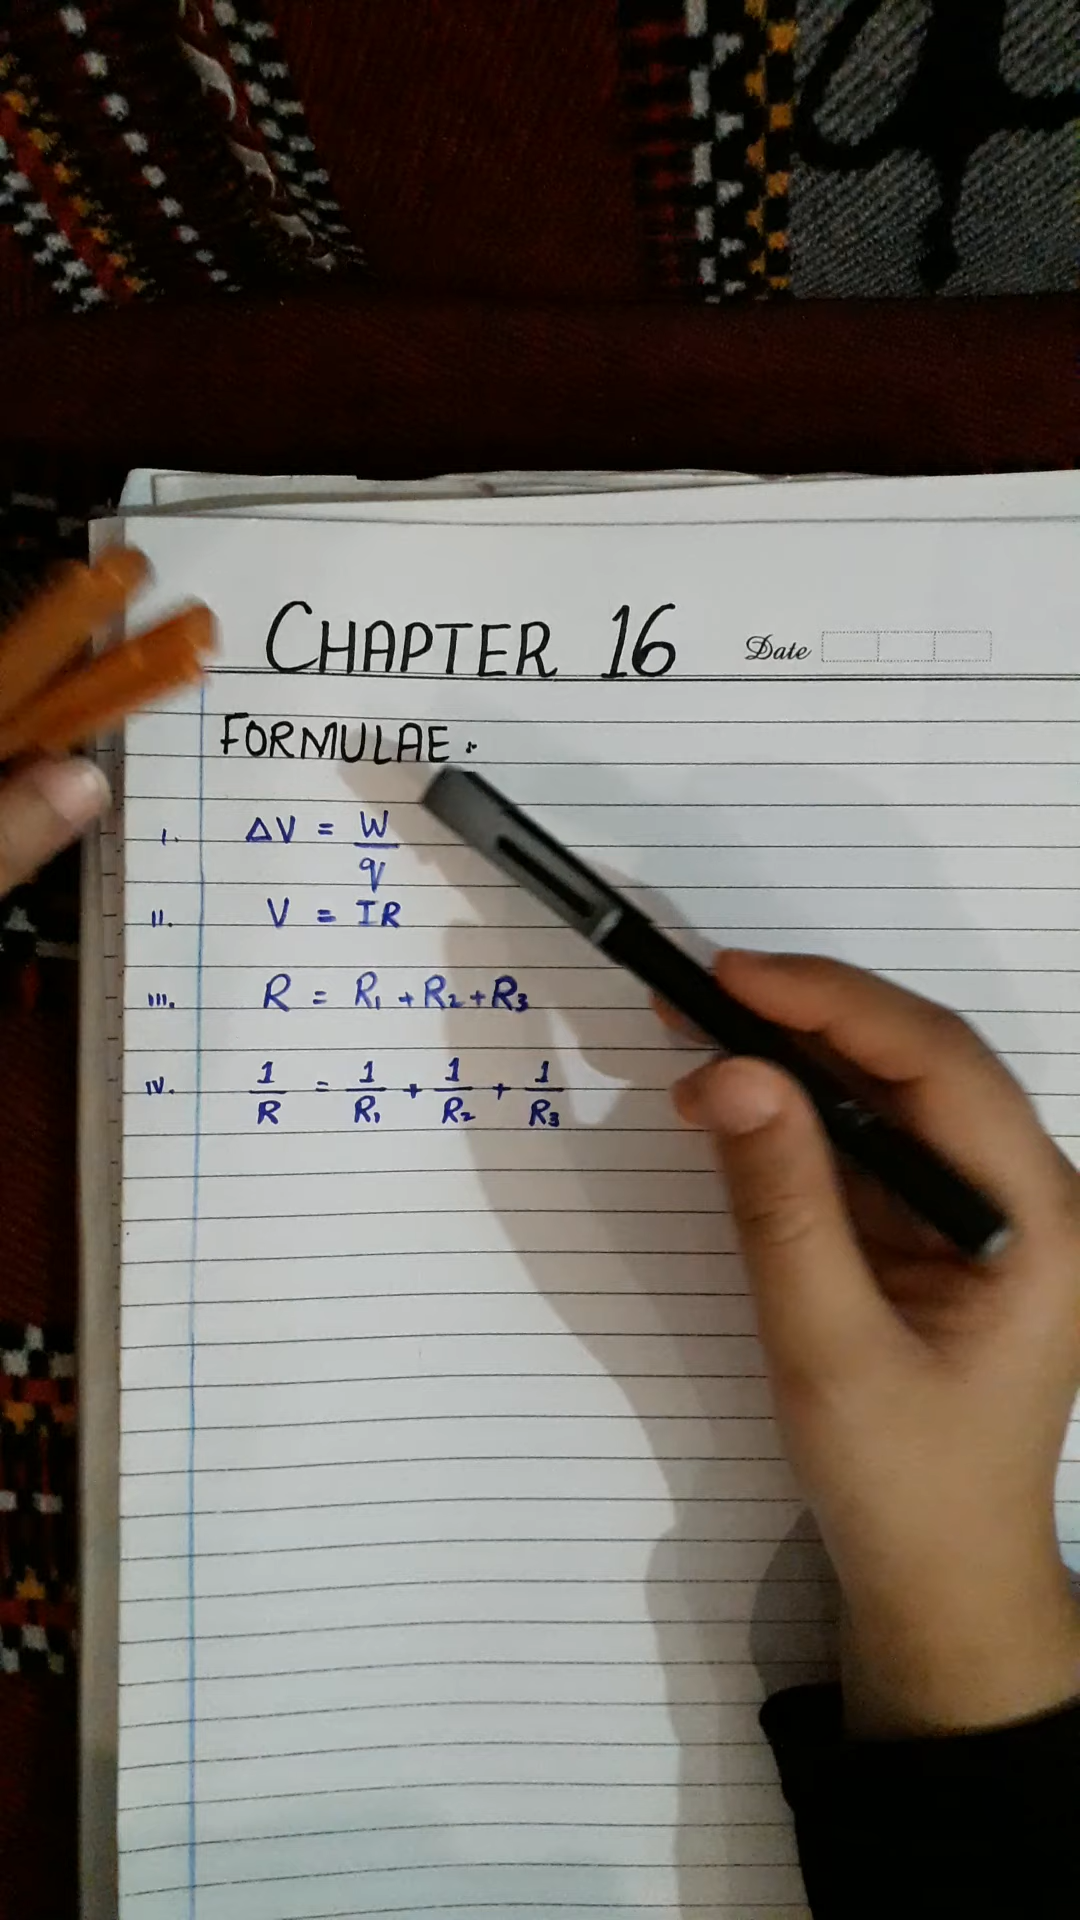 CHAPTER 16
Date
FORMULAE :
I. ΔV = W/q
II. V = IR
III. R = R₁ + R₂ + R₃
IV. 1/R = 1/R₁ + 1/R₂ + 1/R₃